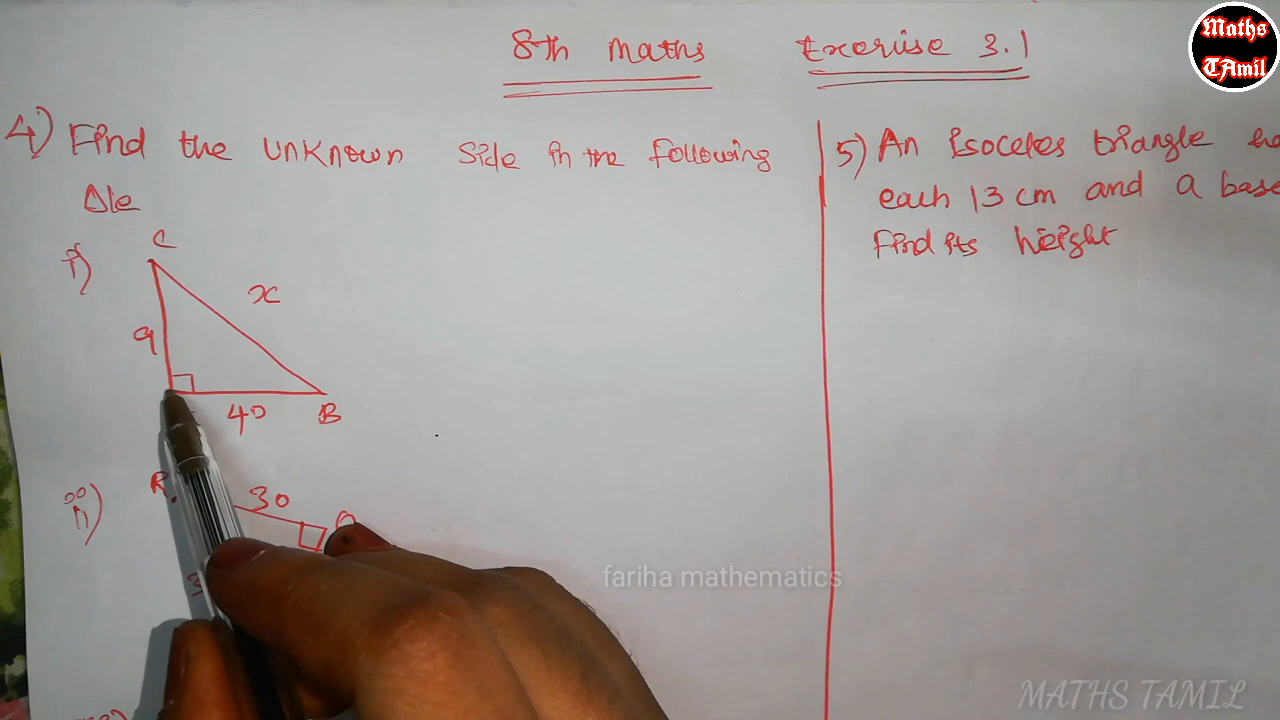 8th Maths Exerise 3.1
Maths
TAmil
4) Find the unknown side in the following
Δle
i)
C
x
9
40 B
ii)
R
30
5) An isoceles triangle
each 13 cm and a base
Find its height
fariha mathematics
MATHS TAMIL